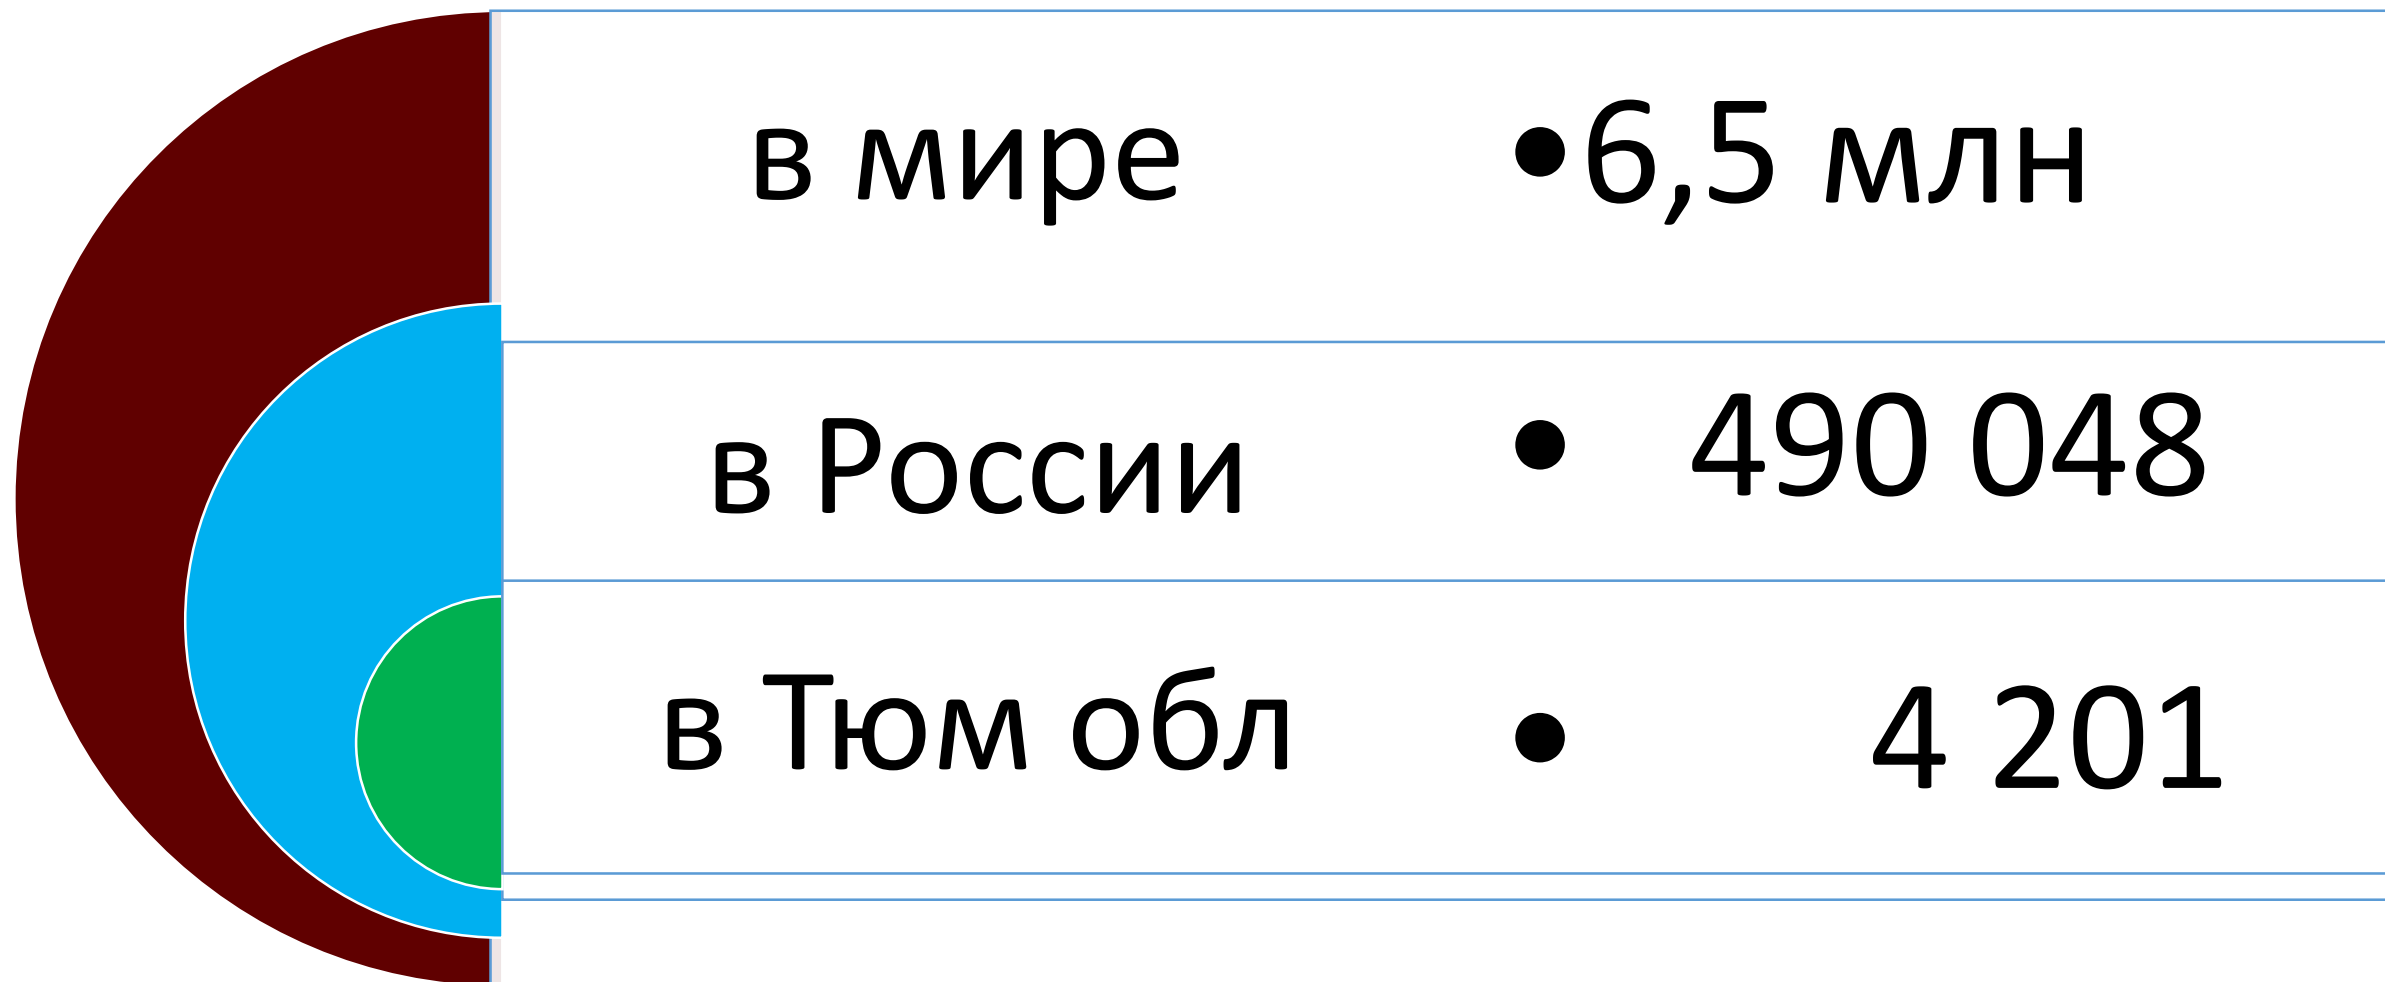 в мире •6,5 млн
в России • 490 048
в Тюм обл • 4 201